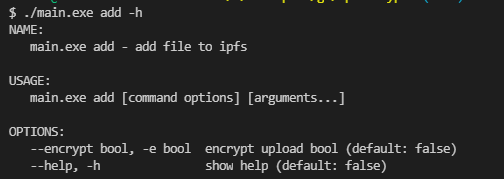 $ ./main.exe add -h
NAME:
   main.exe add - add file to ipfs

USAGE:
   main.exe add [command options] [arguments...]

OPTIONS:
   --encrypt bool, -e bool  encrypt upload bool (default: false)
   --help, -h               show help (default: false)